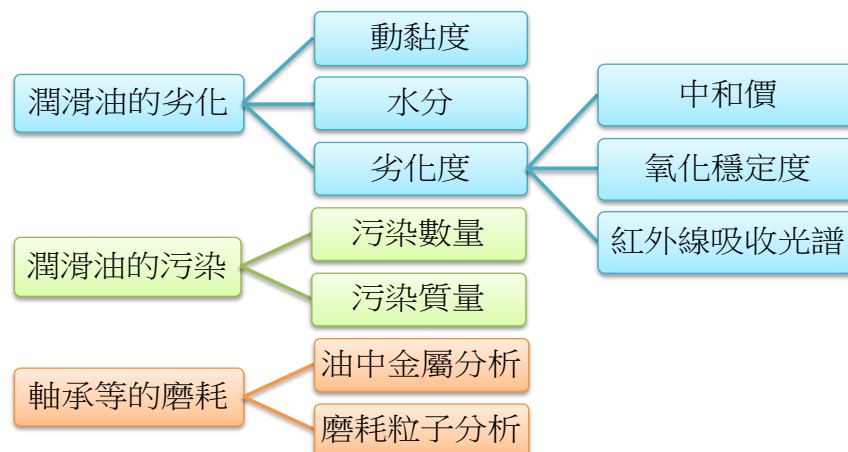 潤滑油的劣化
動黏度
水分
劣化度
中和價
氧化穩定度
紅外線吸收光譜
潤滑油的污染
污染數量
污染質量
軸承等的磨耗
油中金屬分析
磨耗粒子分析